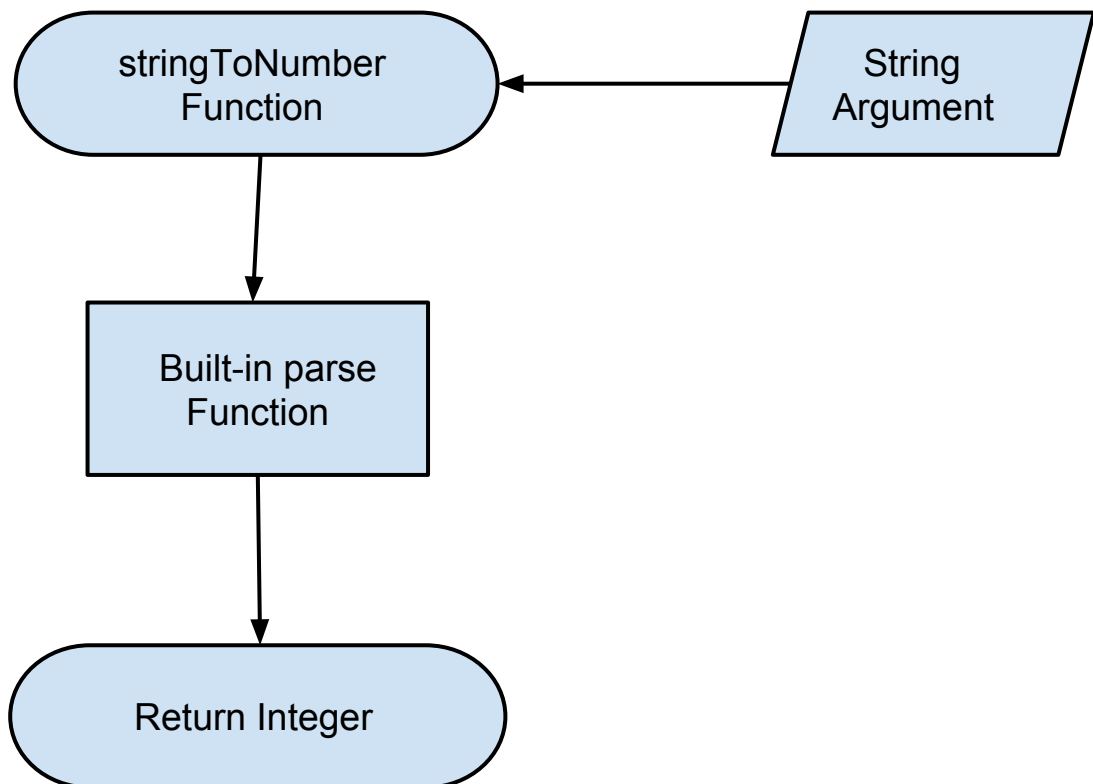 stringToNumber
Function
String
Argument
Built-in parse
Function
Return Integer